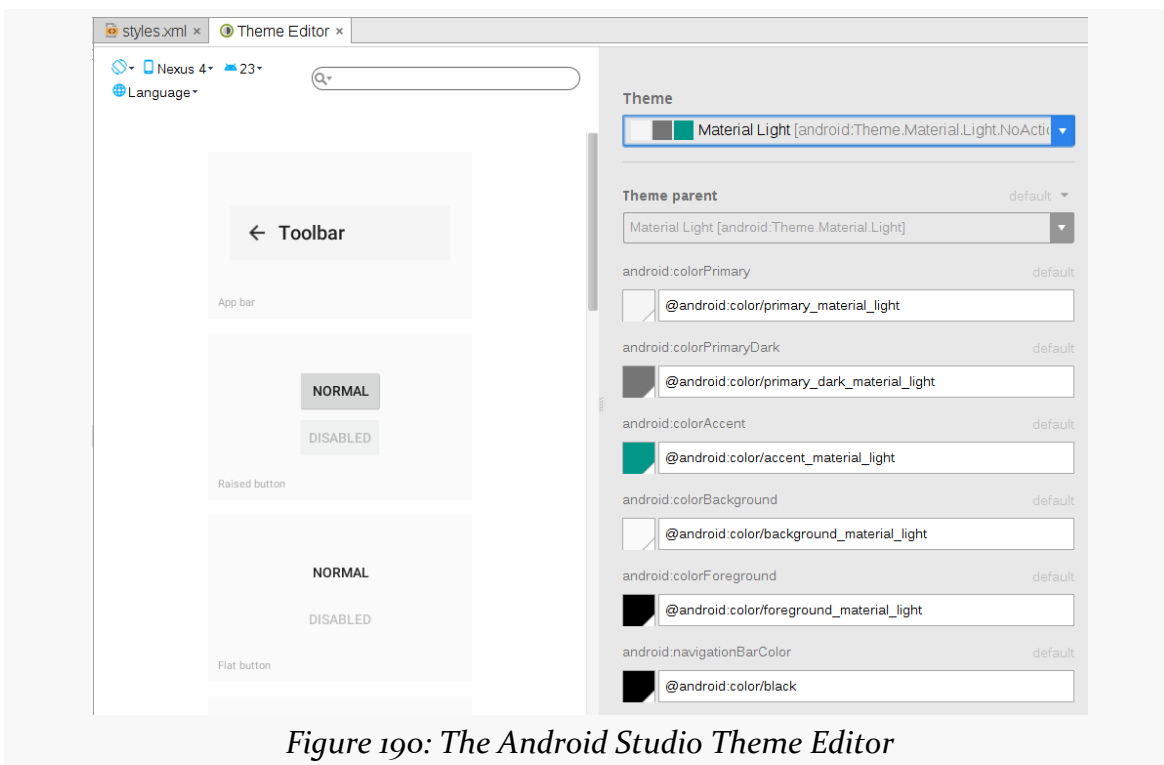 styles.xml × Theme Editor ×
Nexus 4 23
Language
Toolbar
App bar
NORMAL
DISABLED
Raised button
NORMAL
DISABLED
Flat button
Theme
Material Light [android:Theme.Material.Light.NoActio
Theme parent default
Material Light [android:Theme.Material.Light]
android:colorPrimary default
@android:color/primary_material_light
android:colorPrimaryDark default
@android:color/primary_dark_material_light
android:colorAccent default
@android:color/accent_material_light
android:colorBackground default
@android:color/background_material_light
android:colorForeground default
@android:color/foreground_material_light
android:navigationBarColor default
@android:color/black
Figure 190: The Android Studio Theme Editor